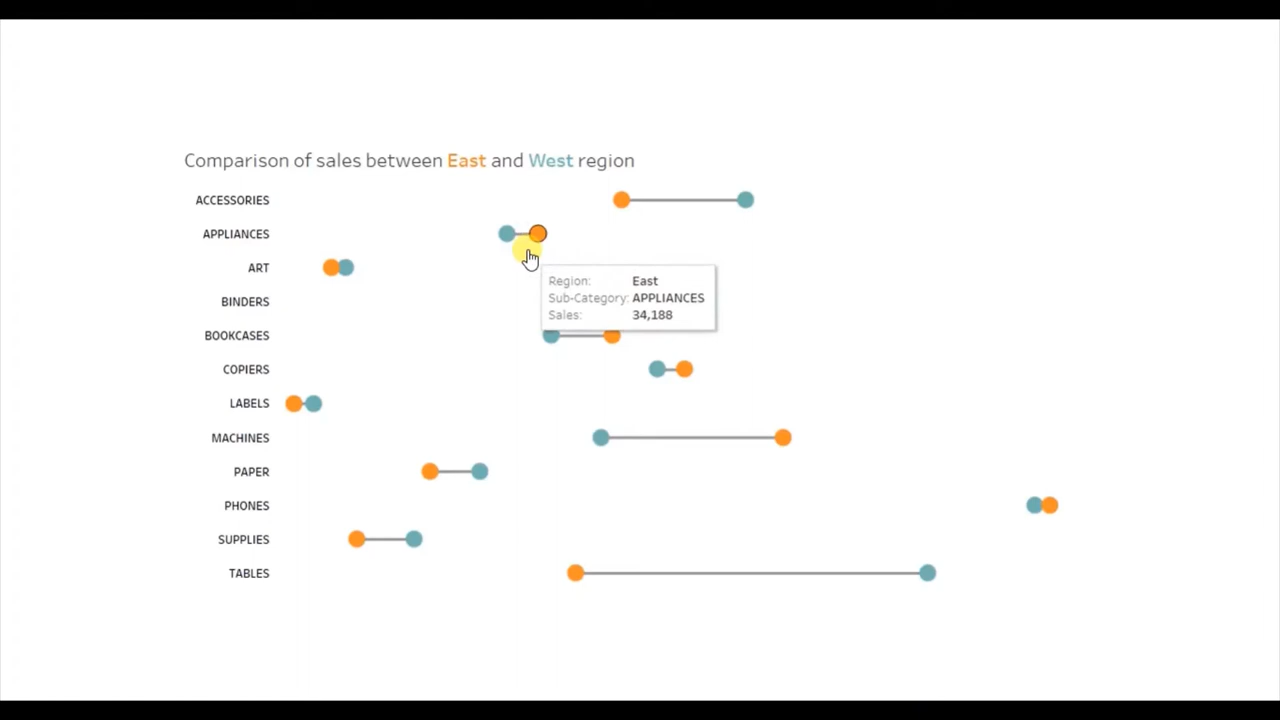 Comparison of sales between East and West region
ACCESSORIES
APPLIANCES
ART
Region: East
Sub-Category: APPLIANCES
Sales: 34,188
BINDERS
BOOKCASES
COPIERS
LABELS
MACHINES
PAPER
PHONES
SUPPLIES
TABLES